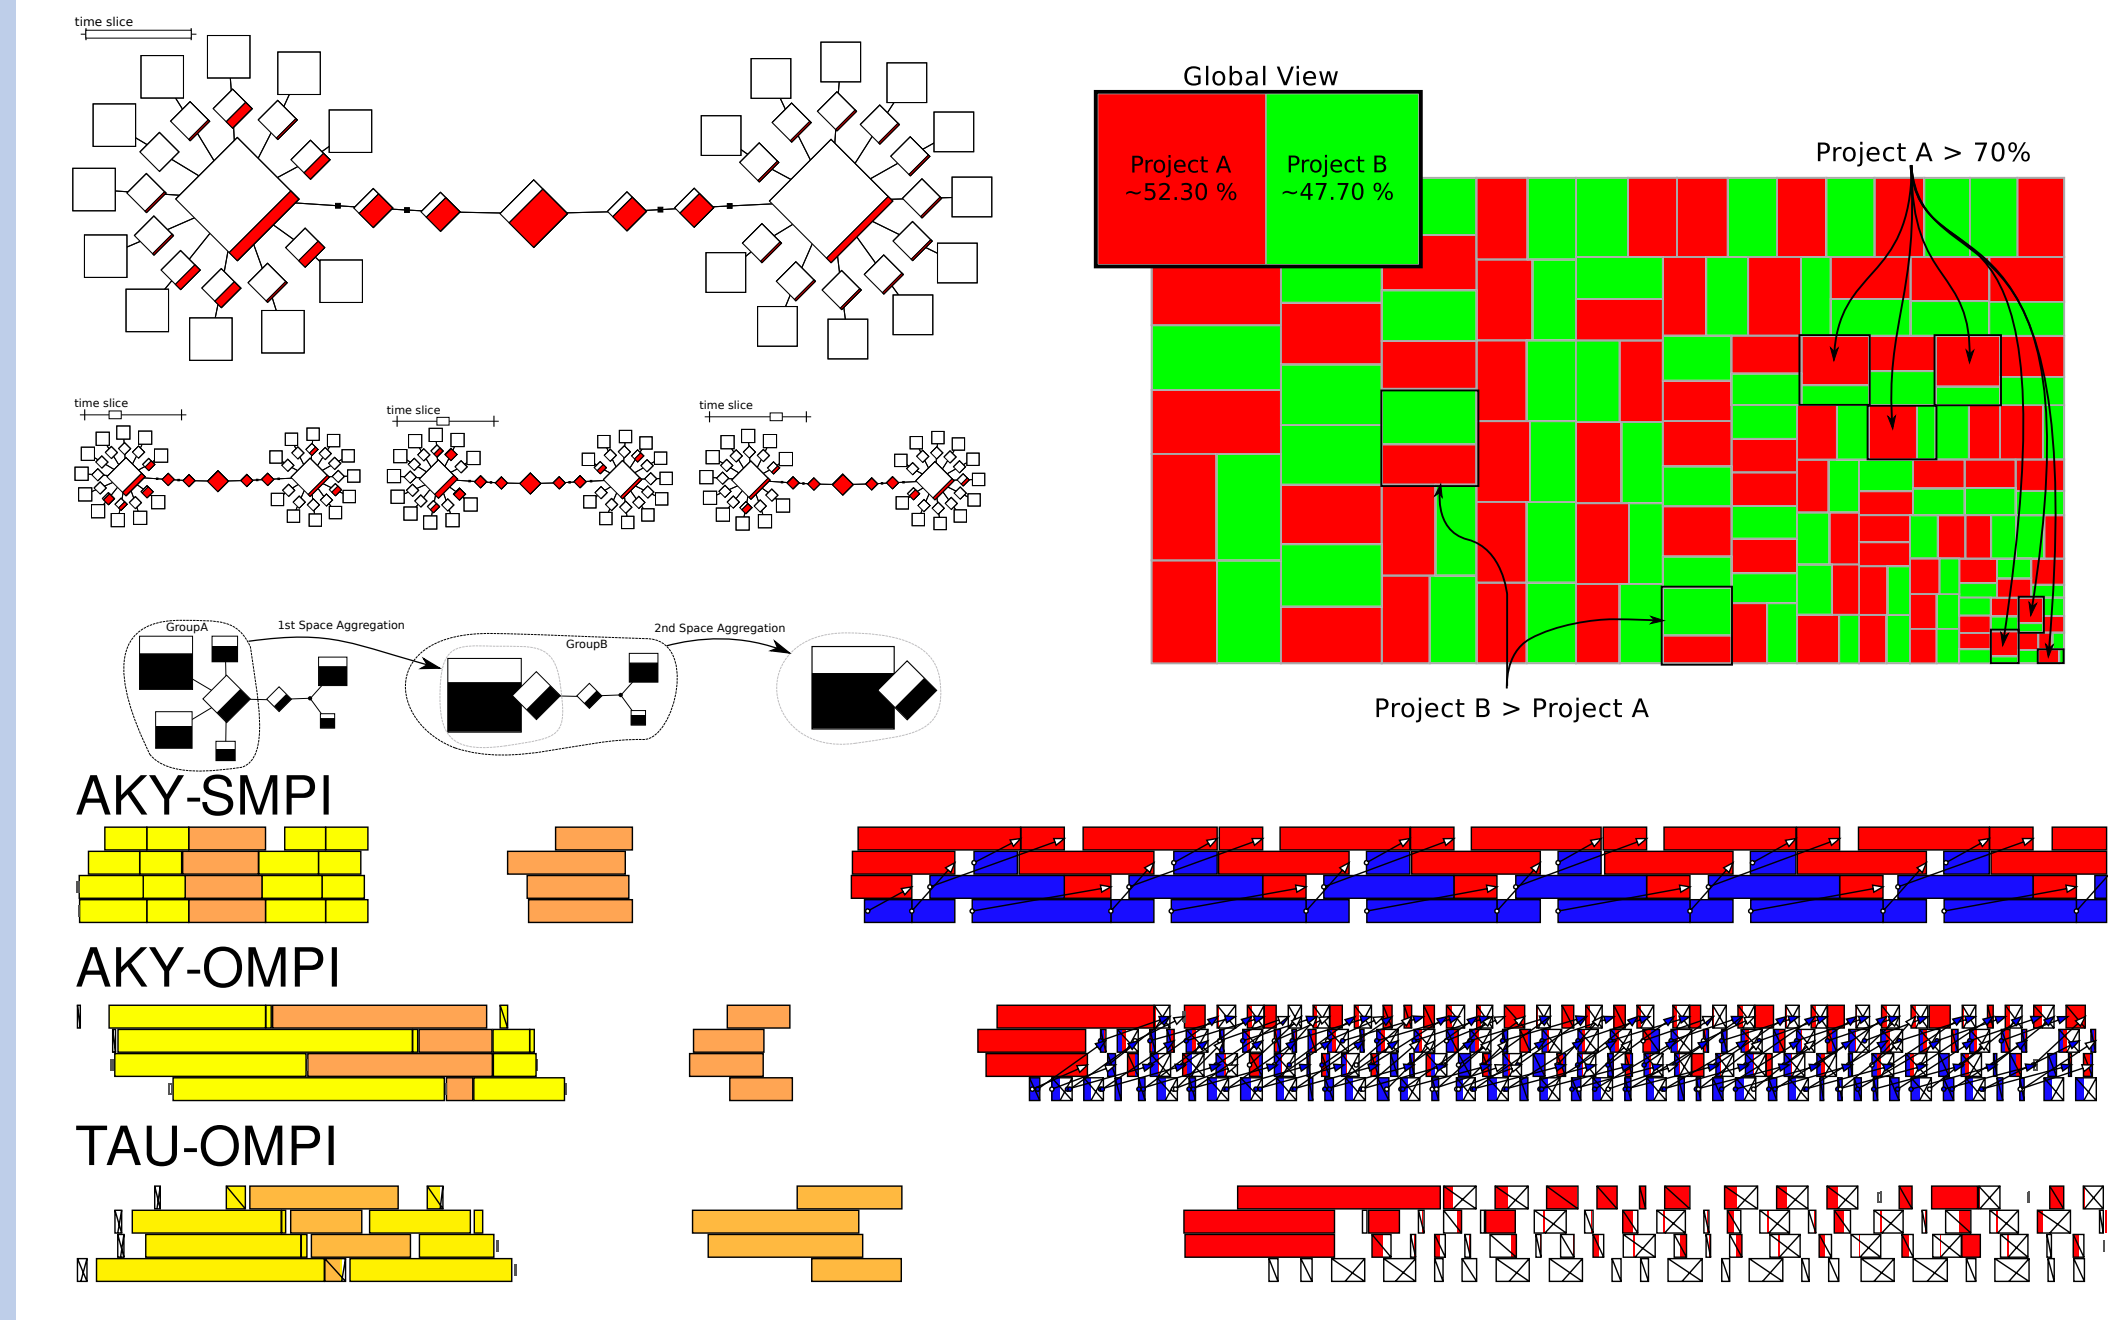 time slice
Global View
Project A
~52.30 %
Project B
~47.70 %
Project A > 70%
time slice
time slice
time slice
GroupA
1st Space Aggregation
GroupB
2nd Space Aggregation
Project B > Project A
AKY-SMPI
AKY-OMPI
TAU-OMPI